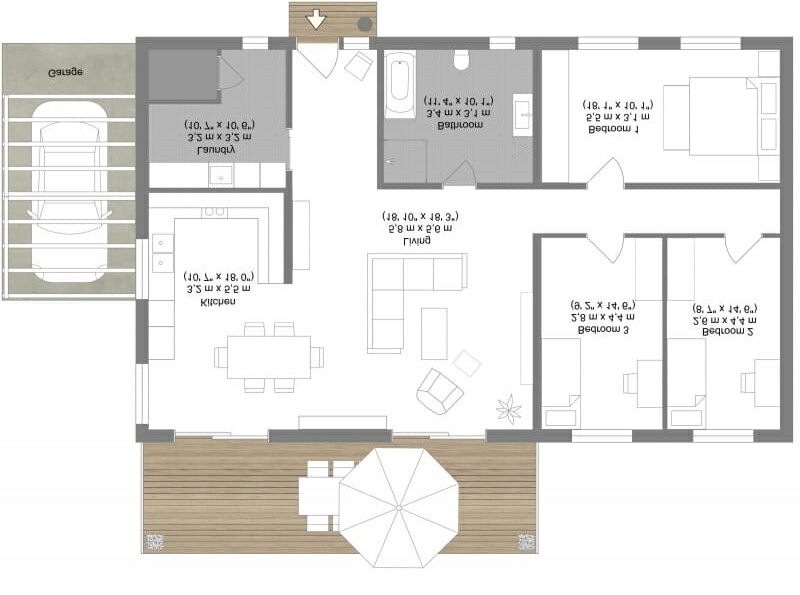 Garage
Laundry
3,2 m x 3,2 m
(10' 7" x 10' 6")
Bathroom
3,4 m x 3,1 m
(11' 4" x 10' 1")
Bedroom 1
5,5 m x 3,1 m
(18' 1" x 10' 1")
Living
5,8 m x 5,6 m
(18' 10" x 18' 3")
Kitchen
3,2 m x 5,5 m
(10' 7" x 18' 0")
Bedroom 3
2,8 m x 4,4 m
(9' 2" x 14' 6")
Bedroom 2
2,6 m x 4,4 m
(8' 7" x 14' 6")